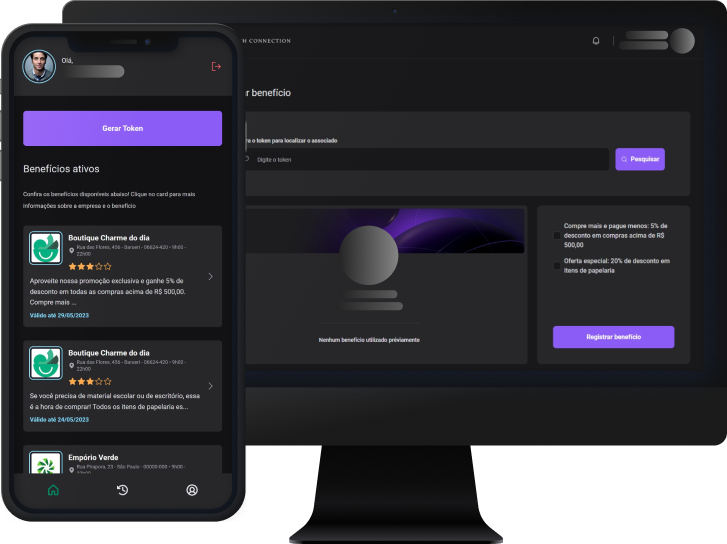 Olá,
Gerar Token
Benefícios ativos
Confira os benefícios disponíveis abaixo! Clique no card para mais
informações sobre a empresa e o benefício
Boutique Charme do dia
Rua das Flores, 456 - Barueri - 06624-420 • 9h00 -
22h00
Aproveite nossa promoção exclusiva e ganhe 5% de
desconto em todas as compras acima de R$ 500,00.
Compre mais ...
Válido até 29/05/2023
Boutique Charme do dia
Rua das Flores, 456 - Barueri - 06624-420 • 9h00 -
22h00
Se você precisa de material escolar ou de escritório, essa
é a hora de comprar! Todos os itens de papelaria es...
Válido até 24/05/2023
Empório Verde
Rua Pirapora, 23 - São Paulo - 00000-000 • 9h00 -
CONNECTION
benefício
o token para localizar o associado
Digite o token
Pesquisar
Nenhum benefício utilizado préviamente
Compre mais e pague menos: 5% de
desconto em compras acima de R$
500,00
Oferta especial: 20% de desconto em
itens de papelaria
Registrar benefício